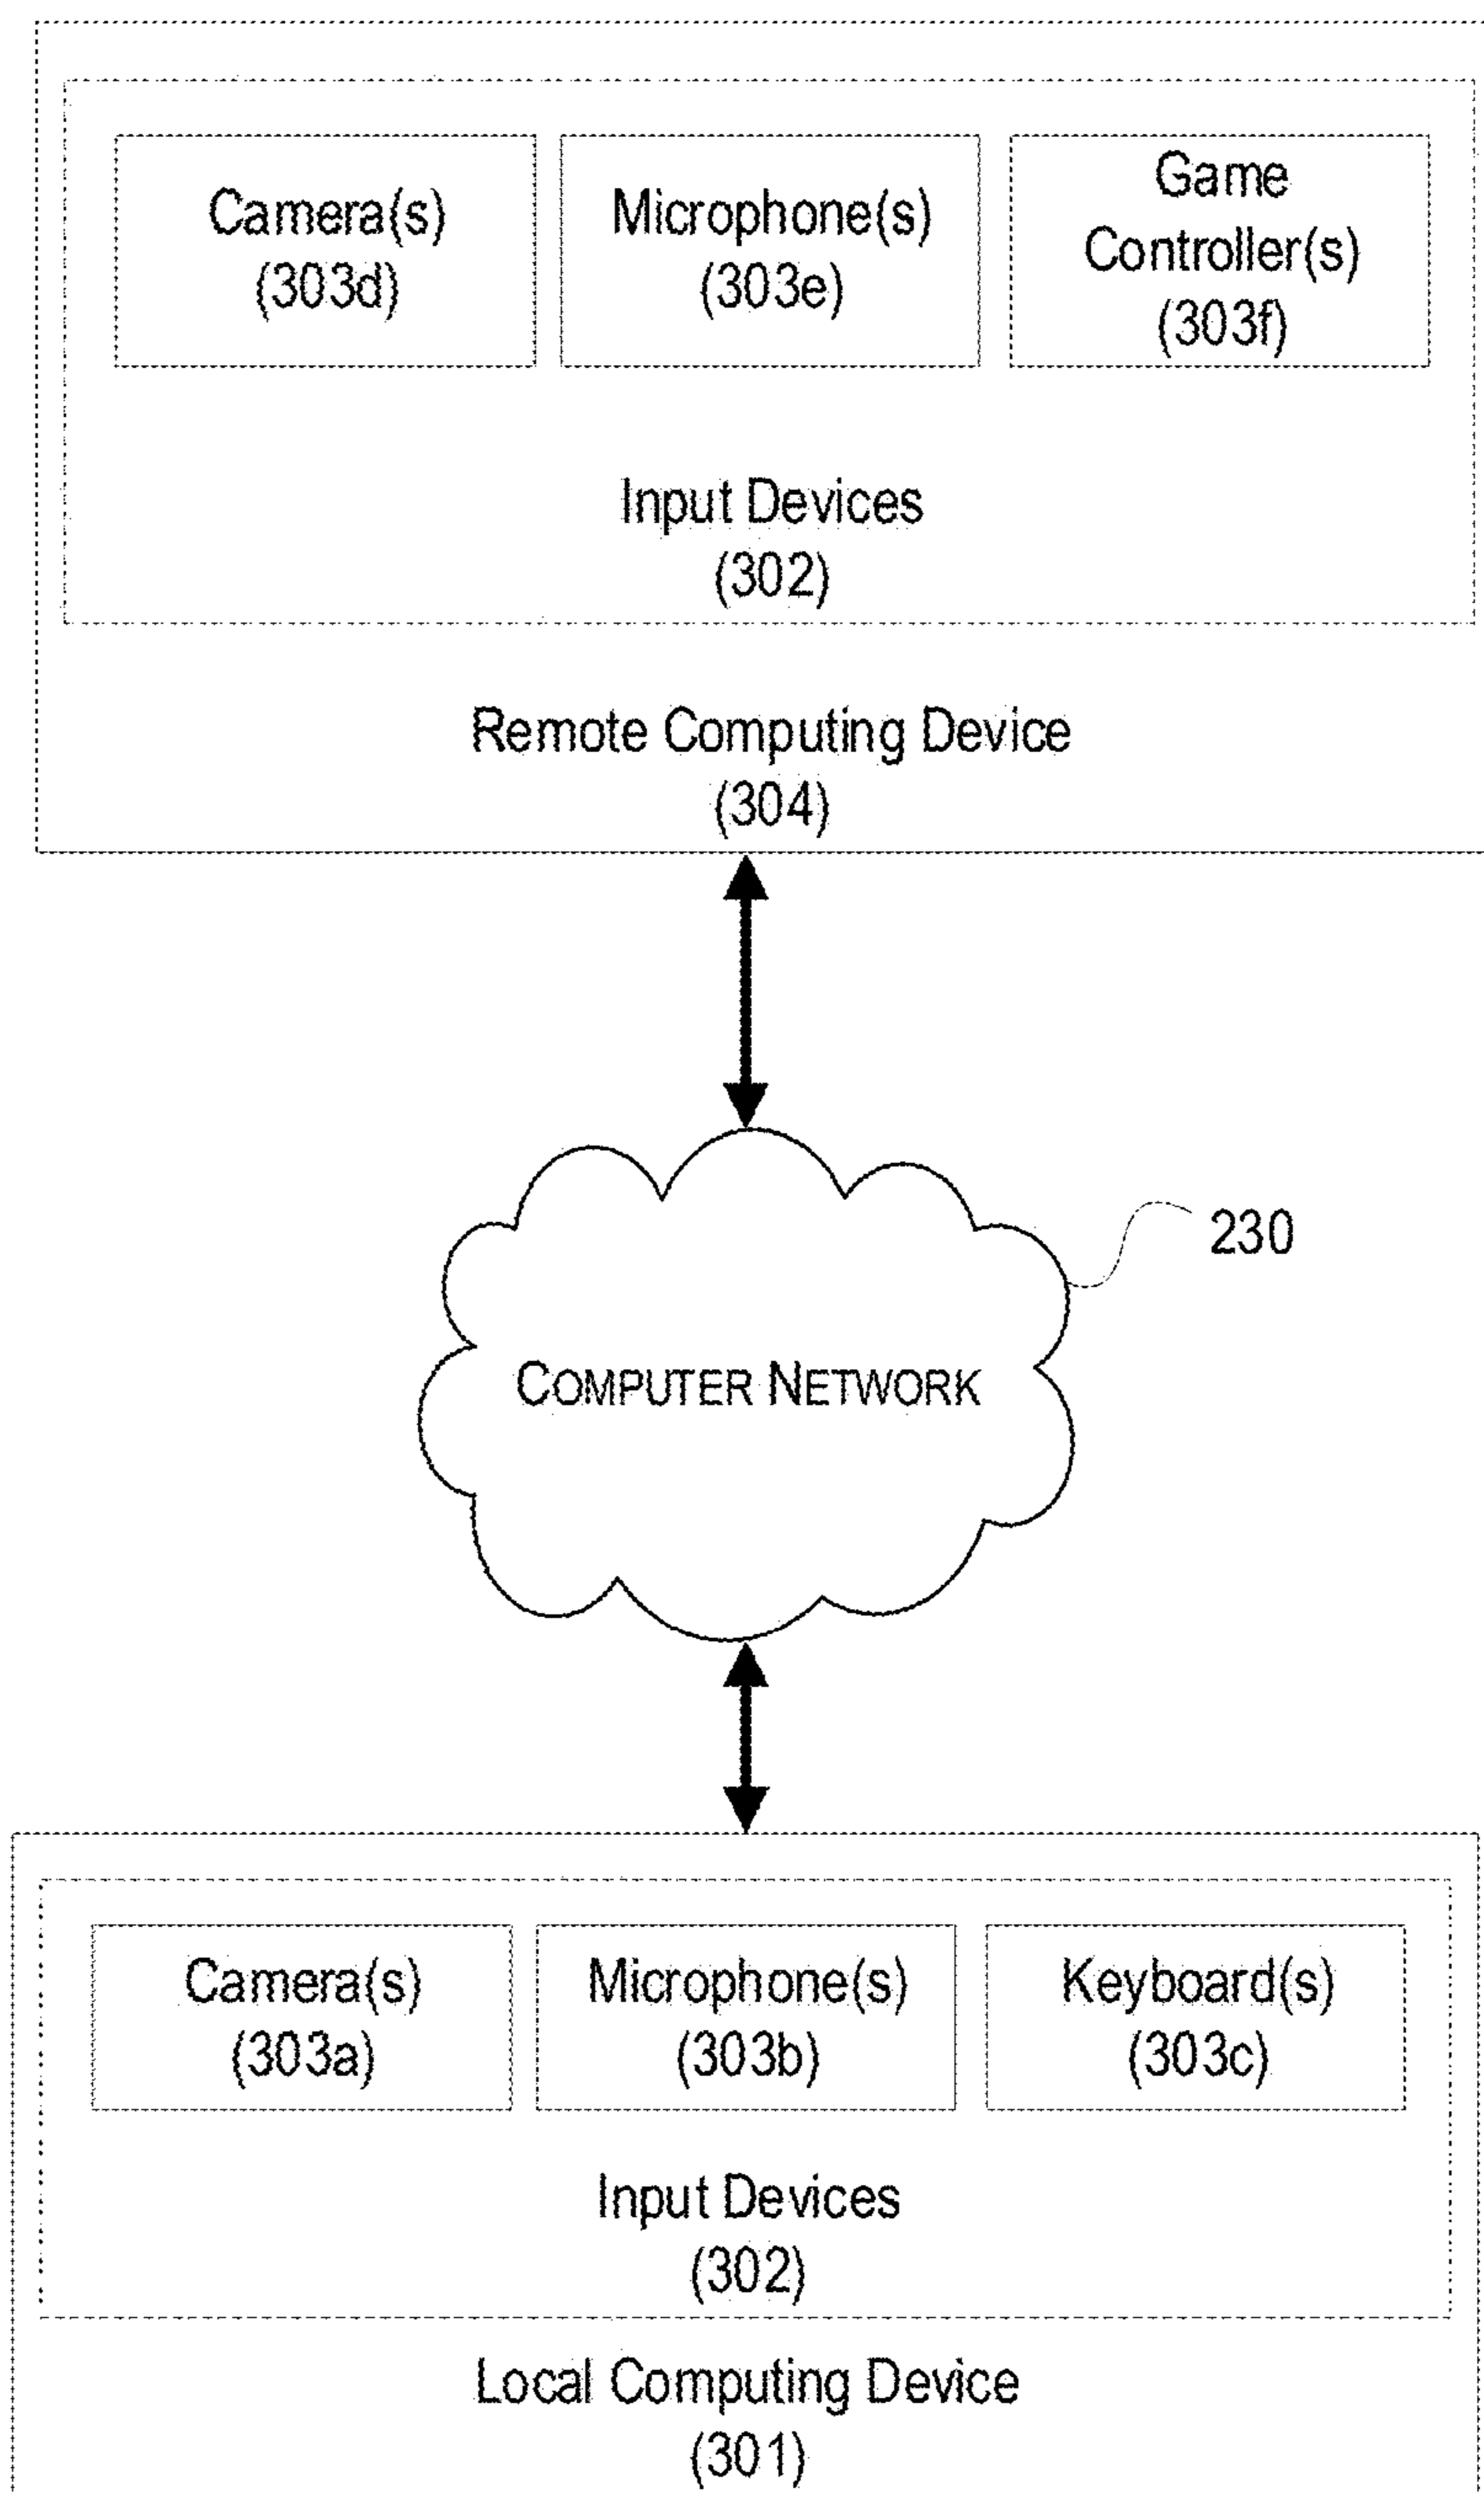 Camera(s)
(303d)
Microphone(s)
(303e)
Game
Controller(s)
(303f)
Input Devices
(302)
Remote Computing Device
(304)
230
COMPUTER NETWORK
Camera(s)
(303a)
Microphone(s)
(303b)
Keyboard(s)
(303c)
Input Devices
(302)
Local Computing Device
(301)